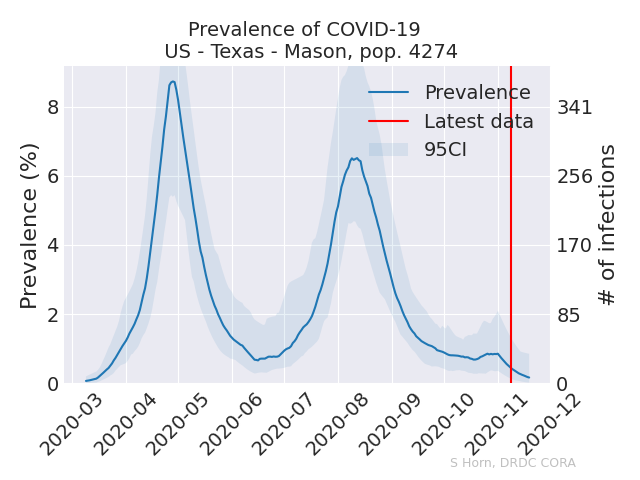 Prevalence of COVID-19
US - Texas - Mason, pop. 4274
Prevalence
Latest data
95CI
Prevalence (%)
8
6
4
2
0
# of infections
341
256
170
85
0
2020-03
2020-04
2020-05
2020-06
2020-07
2020-08
2020-09
2020-10
2020-11
2020-12
S Horn, DRDC CORA